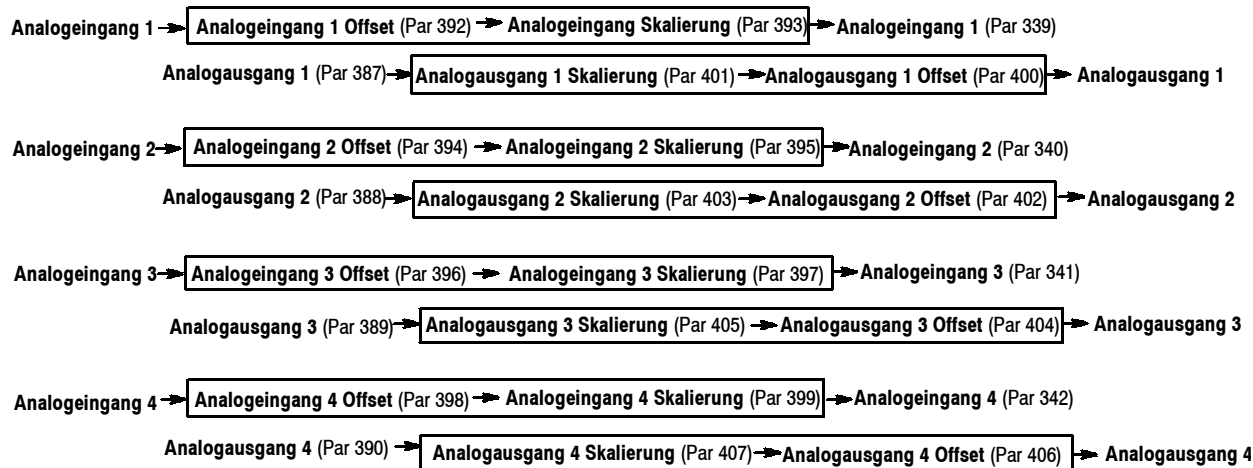 Analogeingang 1 Analogeingang 1 Offset (Par 392) Analogeingang Skalierung (Par 393) Analogeingang 1 (Par 339)
Analogausgang 1 (Par 387) Analogausgang 1 Skalierung (Par 401) Analogausgang 1 Offset (Par 400) Analogausgang 1
Analogeingang 2 Analogeingang 2 Offset (Par 394) Analogeingang 2 Skalierung (Par 395) Analogeingang 2 (Par 340)
Analogausgang 2 (Par 388) Analogausgang 2 Skalierung (Par 403) Analogausgang 2 Offset (Par 402) Analogausgang 2
Analogeingang 3 Analogeingang 3 Offset (Par 396) Analogeingang 3 Skalierung (Par 397) Analogeingang 3 (Par 341)
Analogausgang 3 (Par 389) Analogausgang 3 Skalierung (Par 405) Analogausgang 3 Offset (Par 404) Analogausgang 3
Analogeingang 4 Analogeingang 4 Offset (Par 398) Analogeingang 4 Skalierung (Par 399) Analogeingang 4 (Par 342)
Analogausgang 4 (Par 390) Analogausgang 4 Skalierung (Par 407) Analogausgang 4 Offset (Par 406) Analogausgang 4